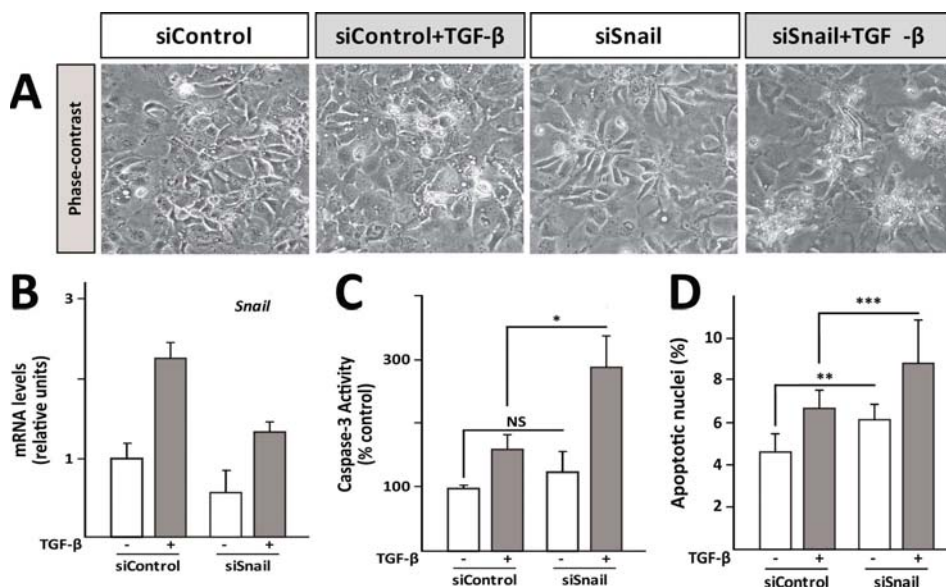 siControl
siControl+TGF-β
siSnail
siSnail+TGF -β
A
Phase-contrast
B
3
Snail
mRNA levels
(relative units)
1
TGF-β
-
+
-
+
siControl
siSnail
C
*
300
Caspase-3 Activity
(% control)
NS
100
TGF-β
-
+
-
+
siControl
siSnail
D
***
10
Apoptotic nuclei (%)
8
**
6
4
2
TGF-β
-
+
-
+
siControl
siSnail